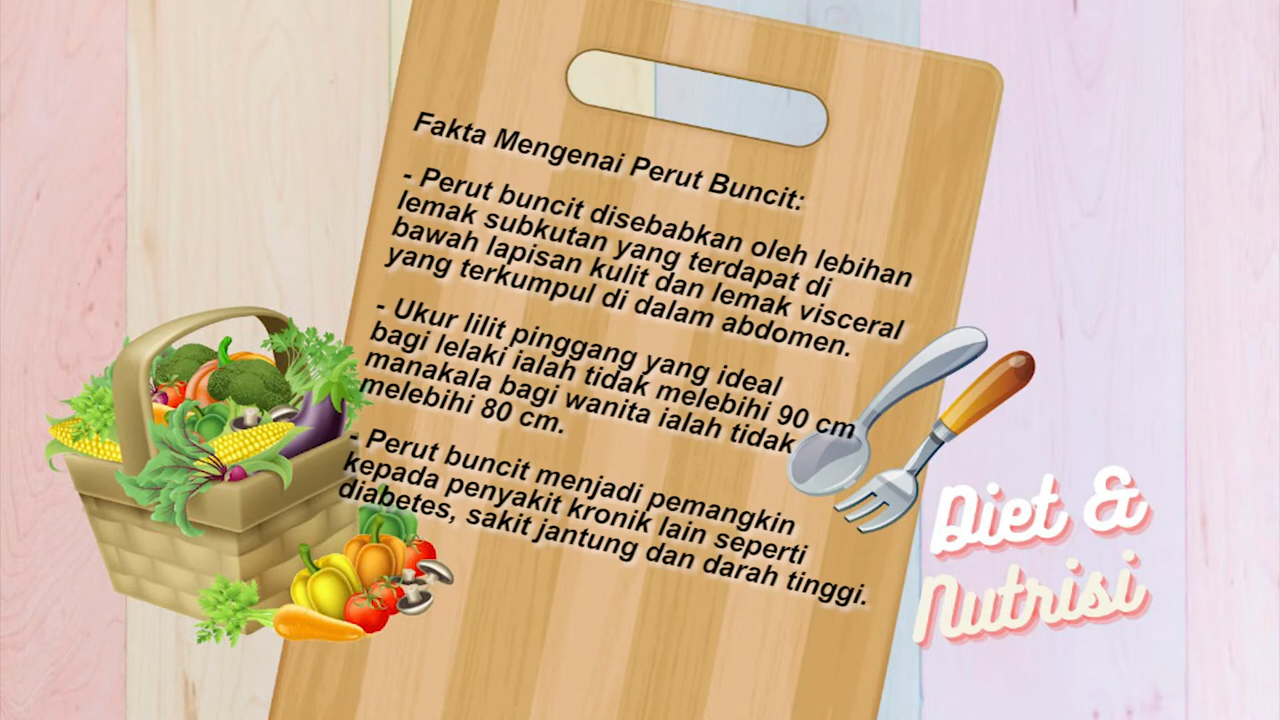 Fakta Mengenai Perut Buncit:
- Perut buncit disebabkan oleh lebihan
lemak subkutan yang terdapat di
bawah lapisan kulit dan lemak visceral
yang terkumpul di dalam abdomen.
- Ukur lilit pinggang yang ideal
bagi lelaki ialah tidak melebihi 90 cm
manakala bagi wanita ialah tidak
melebihi 80 cm.
- Perut buncit menjadi pemangkin
kepada penyakit kronik lain seperti
diabetes, sakit jantung dan darah tinggi.
Diet &
Nutrisi